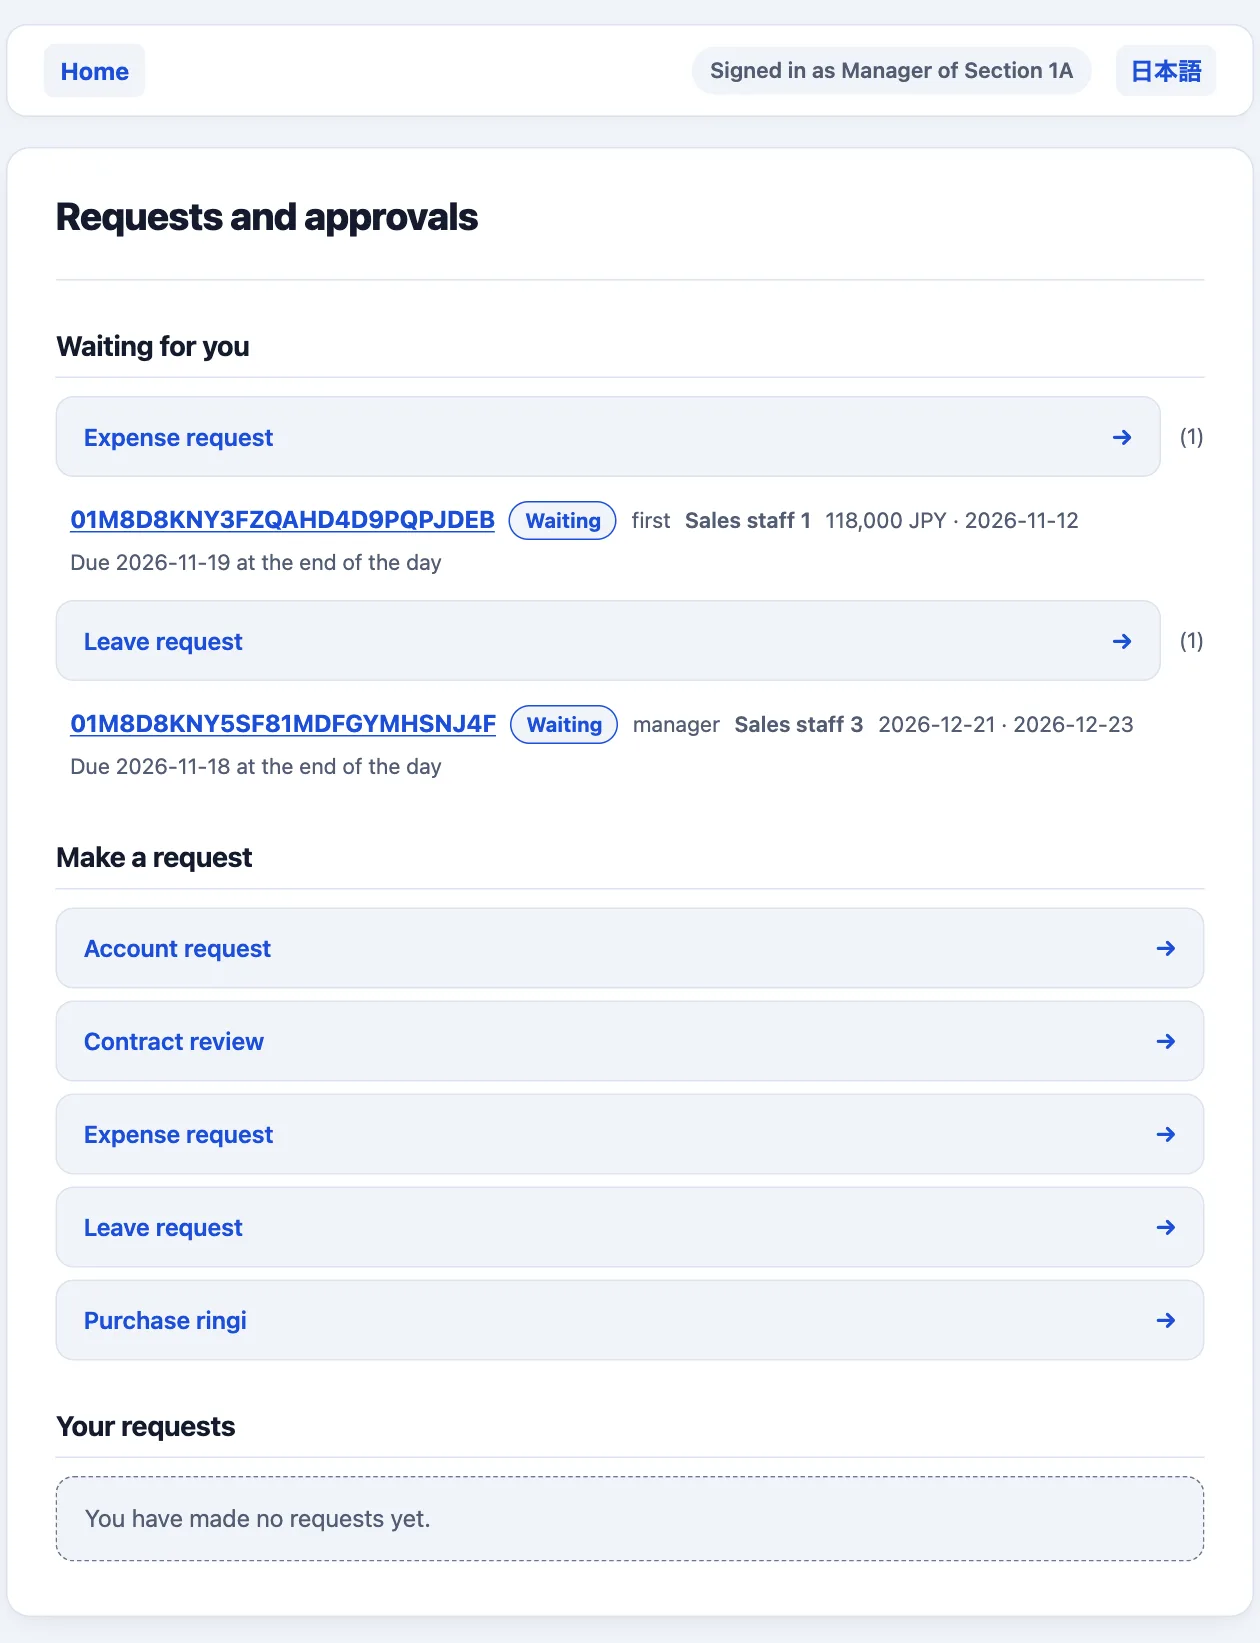 Home
Signed in as Manager of Section 1A
日本語
Requests and approvals
Waiting for you
Expense request → (1)
01M8D8KNY3FZQAHD4D9PQPJDEB Waiting first Sales staff 1 118,000 JPY · 2026-11-12
Due 2026-11-19 at the end of the day
Leave request → (1)
01M8D8KNY5SF81MDFGYMHSNJ4F Waiting manager Sales staff 3 2026-12-21 · 2026-12-23
Due 2026-11-18 at the end of the day
Make a request
Account request →
Contract review →
Expense request →
Leave request →
Purchase ringi →
Your requests
You have made no requests yet.